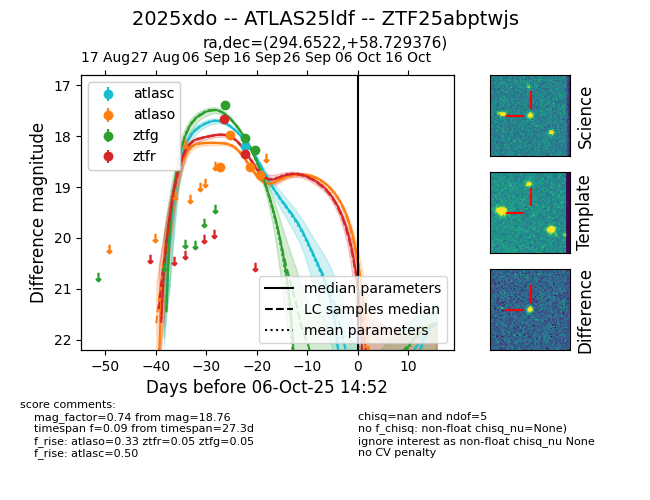 2025xdo -- ATLAS25ldf -- ZTF25abptwjs
ra,dec=(294.6522,+58.729376)
17 Aug 27 Aug 06 Sep 16 Sep 26 Sep 06 Oct 16 Oct
atlasc
atlaso
ztfg
ztfr
17
18
19
20
21
22
Difference magnitude
median parameters
LC samples median
mean parameters
−50 −40 −30 −20 −10 0 10
Days before 06-Oct-25 14:52
Science
Template
Difference
score comments:
mag_factor=0.74 from mag=18.76
timespan f=0.09 from timespan=27.3d
f_rise: atlaso=0.33 ztfr=0.05 ztfg=0.05
f_rise: atlasc=0.50
chisq=nan and ndof=5
no f_chisq: non-float chisq_nu=None)
ignore interest as non-float chisq_nu None
no CV penalty